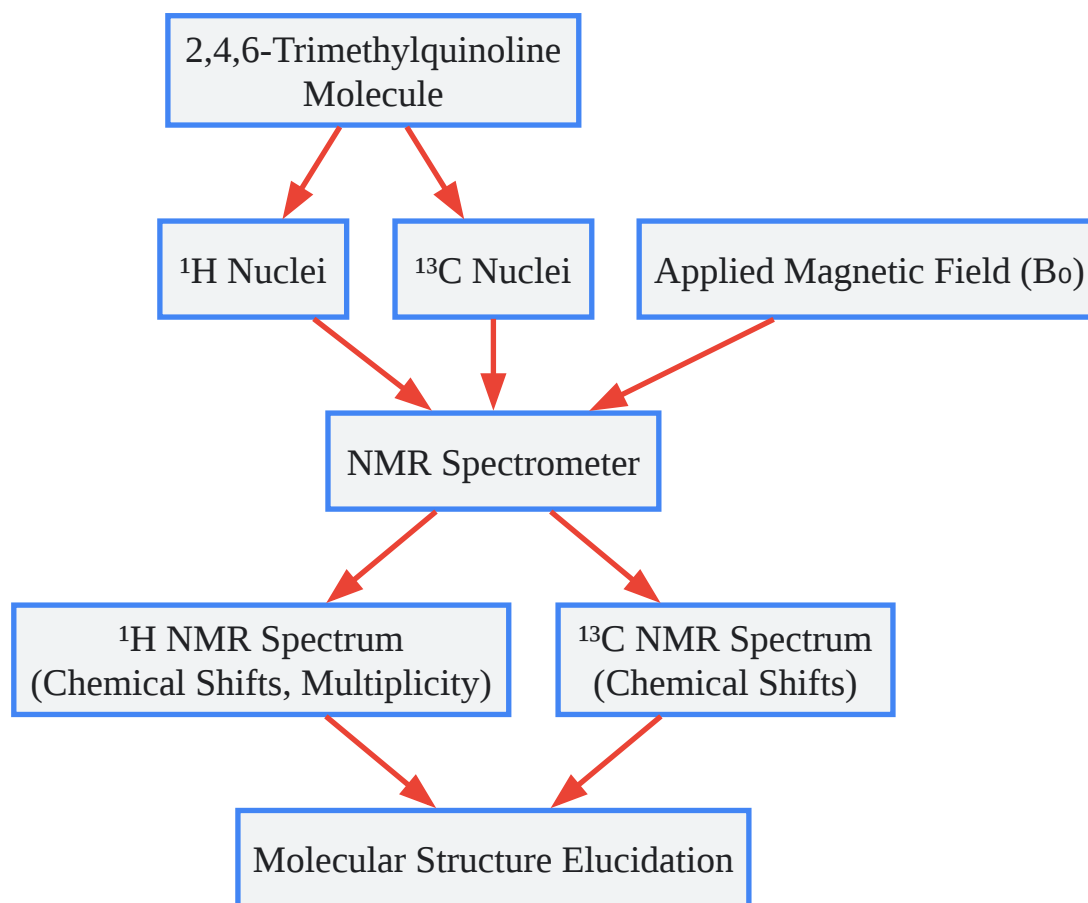 2,4,6-Trimethylquinoline
Molecule
¹H Nuclei
¹³C Nuclei
Applied Magnetic Field (B₀)
NMR Spectrometer
¹H NMR Spectrum
(Chemical Shifts, Multiplicity)
¹³C NMR Spectrum
(Chemical Shifts)
Molecular Structure Elucidation